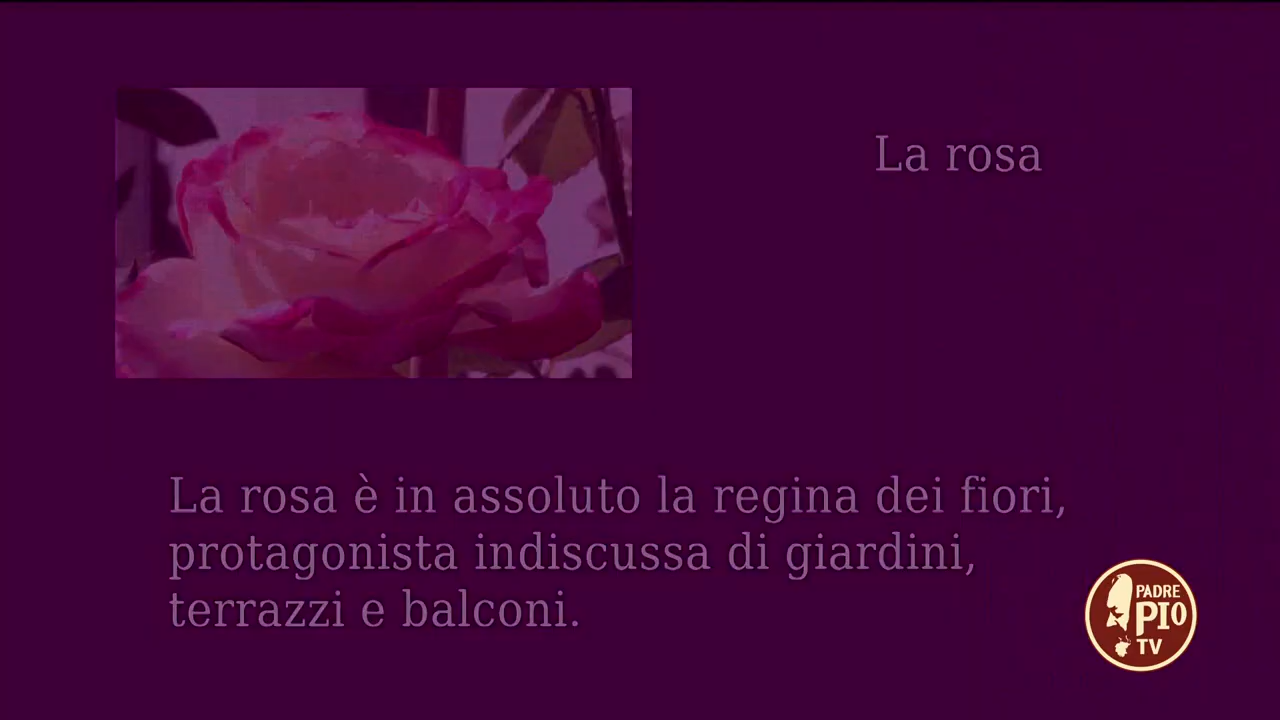 La rosa
La rosa è in assoluto la regina dei fiori,
protagonista indiscussa di giardini,
terrazzi e balconi.
PADRE
PIO
TV